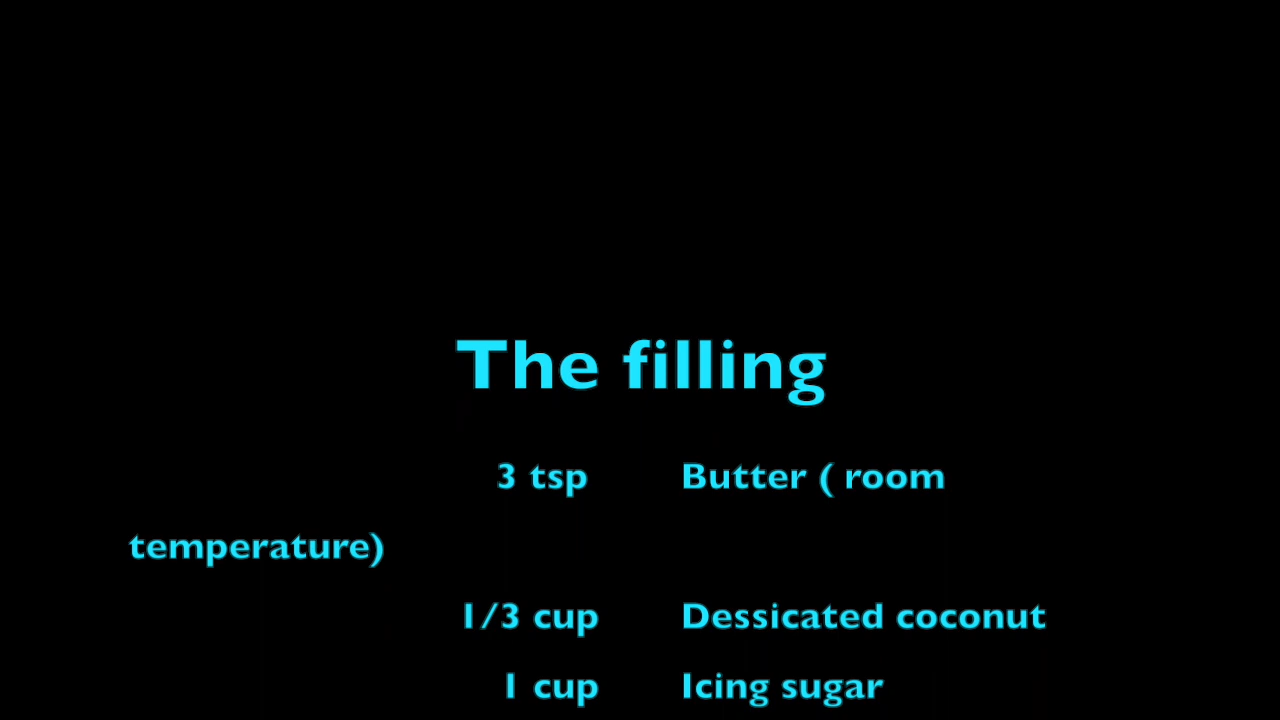 The filling
3 tsp Butter ( room
temperature)
1/3 cup Dessicated coconut
1 cup Icing sugar